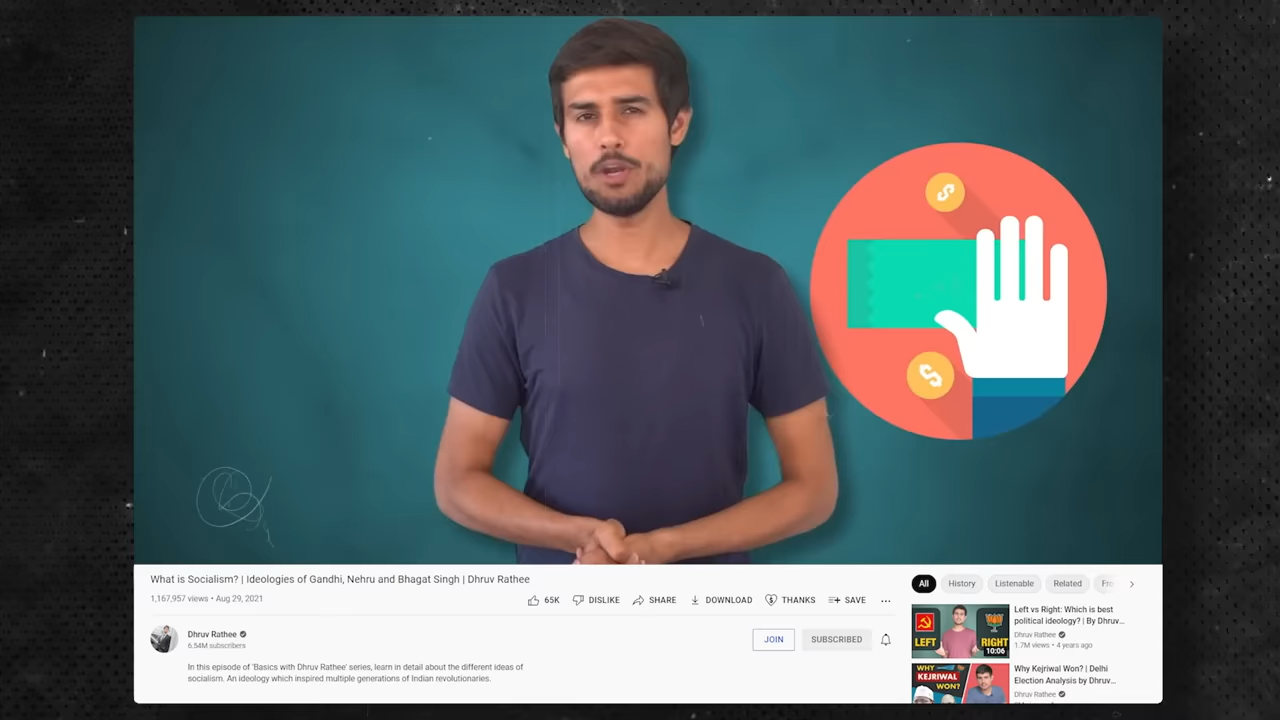 What is Socialism? | Ideologies of Gandhi, Nehru and Bhagat Singh | Dhruv Rathee
1,167,957 views • Aug 29, 2021
65K
DISLIKE
SHARE
DOWNLOAD
THANKS
SAVE
Dhruv Rathee
6.54M subscribers
JOIN
SUBSCRIBED
In this episode of 'Basics with Dhruv Rathee' series, learn in detail about the different ideas of
socialism. An ideology which inspired multiple generations of Indian revolutionaries.
All
History
Listenable
Related
LEFT
RIGHT
10:06
Left vs Right: Which is best
political ideology? | By Dhruv...
Dhruv Rathee
1.7M views • 4 years ago
WHY
KEJRIWAL
WON?
Why Kejriwal Won? | Delhi
Election Analysis by Dhruv...
Dhruv Rathee